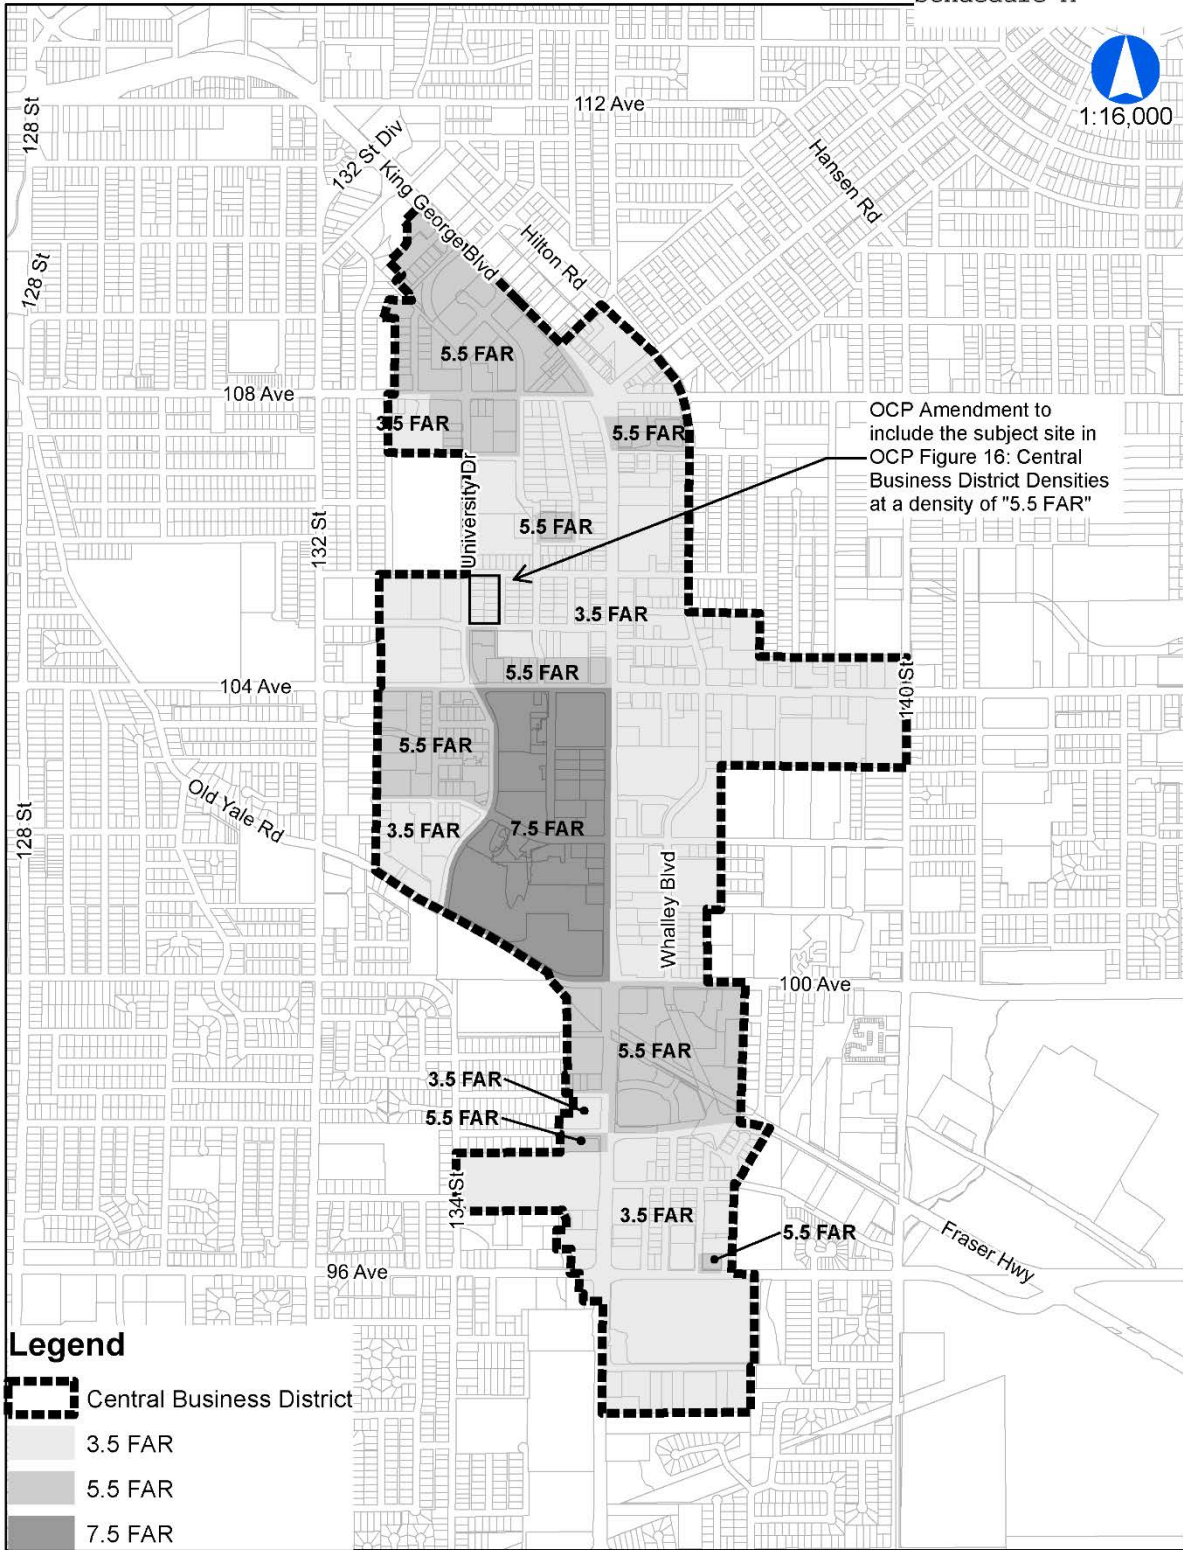 1:16,000
112 Ave
128 St
132 St Div
King George Blvd
Hansen Rd
Hilton Rd
128 St
5.5 FAR
108 Ave
3.5 FAR
5.5 FAR
OCP Amendment to
include the subject site in
OCP Figure 16: Central
Business District Densities
at a density of "5.5 FAR"
University Dr
132 St
5.5 FAR
3.5 FAR
5.5 FAR
104 Ave
140 St
5.5 FAR
Old Yale Rd
128 St
3.5 FAR
7.5 FAR
Whalley Blvd
100 Ave
5.5 FAR
3.5 FAR
5.5 FAR
134 St
3.5 FAR
5.5 FAR
Fraser Hwy
96 Ave
Legend
Central Business District
3.5 FAR
5.5 FAR
7.5 FAR